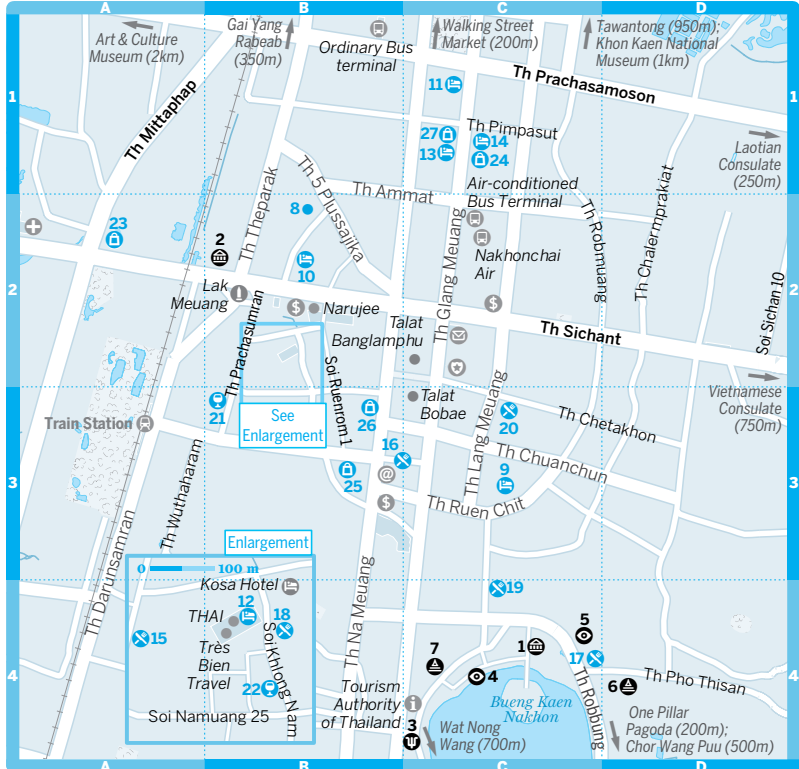 A
B
C
D
Art & Culture
Museum (2km)
Gai Yang
Rabeab
(350m)
Ordinary Bus
terminal
Walking Street
Market (200m)
Tawantong (950m);
Khon Kaen National
Museum (1km)
1
1
Th Prachasamoson
11
Th Mittaphap
27
Th Pimpasut
14
13
24
Laotian
Consulate
(250m)
Th 5 Plussajika
Th Ammat
Air-conditioned
Bus Terminal
Th Theparak
8
Th Robmuang
Th Chalermprakiat
23
2
Th Glang Meuang
Nakhonchai
Air
10
2
2
Lak
Meuang
$
Narujee
$
Talat
Banglamphu
Th Sichant
Soi Sichan 10
Th Prachasumran
Soi Ruenrom 1
Vietnamese
Consulate
(750m)
21
See
Enlargement
26
Talat
Bobae
Th Lang Meuang
20
Th Chetakhon
Train Station
16
Th Chuanchun
3
3
25
@
9
$
Th Ruen Chit
Th Wuthaharam
Enlargement
0
100 m
Th Darunsamran
Kosa Hotel
12
THAI
18
15
Très
Bien
Travel
Soi Khlong Nam
22
Soi Namuang 25
Th Na Meuang
19
5
7
1
17
4
4
4
6
Th Pho Thisan
Th Robbung
Tourism
Authority
of Thailand
i
Bueng Kaen
Nakhon
3
Wat Nong
Wang (700m)
One Pillar
Pagoda (200m);
Chor Wang Puu (500m)
A
B
C
D